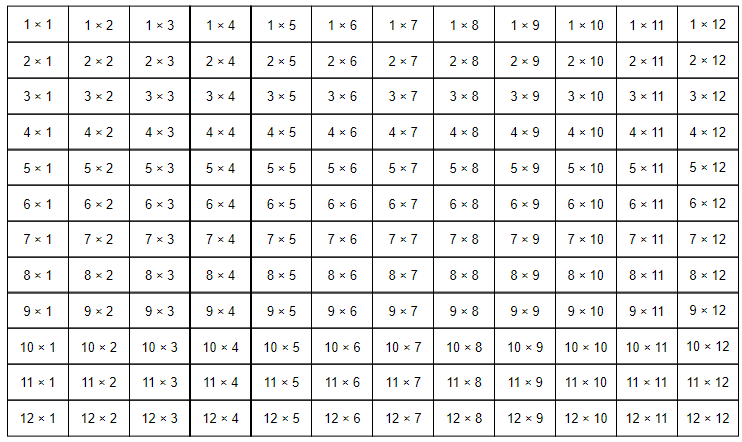 1 × 1 1 × 2 1 × 3 1 × 4 1 × 5 1 × 6 1 × 7 1 × 8 1 × 9 1 × 10 1 × 11 1 × 12
2 × 1 2 × 2 2 × 3 2 × 4 2 × 5 2 × 6 2 × 7 2 × 8 2 × 9 2 × 10 2 × 11 2 × 12
3 × 1 3 × 2 3 × 3 3 × 4 3 × 5 3 × 6 3 × 7 3 × 8 3 × 9 3 × 10 3 × 11 3 × 12
4 × 1 4 × 2 4 × 3 4 × 4 4 × 5 4 × 6 4 × 7 4 × 8 4 × 9 4 × 10 4 × 11 4 × 12
5 × 1 5 × 2 5 × 3 5 × 4 5 × 5 5 × 6 5 × 7 5 × 8 5 × 9 5 × 10 5 × 11 5 × 12
6 × 1 6 × 2 6 × 3 6 × 4 6 × 5 6 × 6 6 × 7 6 × 8 6 × 9 6 × 10 6 × 11 6 × 12
7 × 1 7 × 2 7 × 3 7 × 4 7 × 5 7 × 6 7 × 7 7 × 8 7 × 9 7 × 10 7 × 11 7 × 12
8 × 1 8 × 2 8 × 3 8 × 4 8 × 5 8 × 6 8 × 7 8 × 8 8 × 9 8 × 10 8 × 11 8 × 12
9 × 1 9 × 2 9 × 3 9 × 4 9 × 5 9 × 6 9 × 7 9 × 8 9 × 9 9 × 10 9 × 11 9 × 12
10 × 1 10 × 2 10 × 3 10 × 4 10 × 5 10 × 6 10 × 7 10 × 8 10 × 9 10 × 10 10 × 11 10 × 12
11 × 1 11 × 2 11 × 3 11 × 4 11 × 5 11 × 6 11 × 7 11 × 8 11 × 9 11 × 10 11 × 11 11 × 12
12 × 1 12 × 2 12 × 3 12 × 4 12 × 5 12 × 6 12 × 7 12 × 8 12 × 9 12 × 10 12 × 11 12 × 12